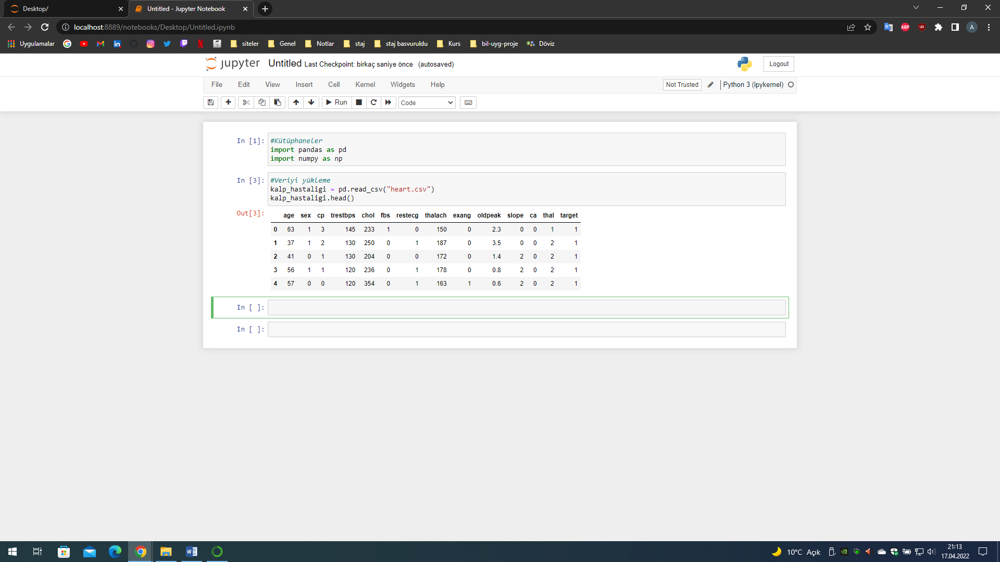 Desktop/
Untitled - Jupyter Notebook
localhost:8889/notebooks/Desktop/Untitled.ipynb
ABP
UD
A
Uygulamalar
siteler
Genel
Notlar
staj
staj basvuruldu
Kurs
bil-uyg-proje
Döviz
jupyter Untitled Last Checkpoint: birkaç saniye önce (autosaved)
Logout
File Edit View Insert Cell Kernel Widgets Help
Not Trusted
Python 3 (ipykernel)
Run
Code
In [1]: #Kütüphaneler
import pandas as pd
import numpy as np
In [3]: #Veriyi yükleme
kalp_hastaligi = pd.read_csv("heart.csv")
kalp_hastaligi.head()
Out[3]:
age sex cp trestbps chol fbs restecg thalach exang oldpeak slope ca thal target
0 63 1 3 145 233 1 0 150 0 2.3 0 0 1 1
1 37 1 2 130 250 0 1 187 0 3.5 0 0 2 1
2 41 0 1 130 204 0 0 172 0 1.4 2 0 2 1
3 56 1 1 120 236 0 1 178 0 0.8 2 0 2 1
4 57 0 0 120 354 0 1 163 1 0.6 2 0 2 1
In [ ]:
In [ ]:
10°C Açık
21:13
17.04.2022